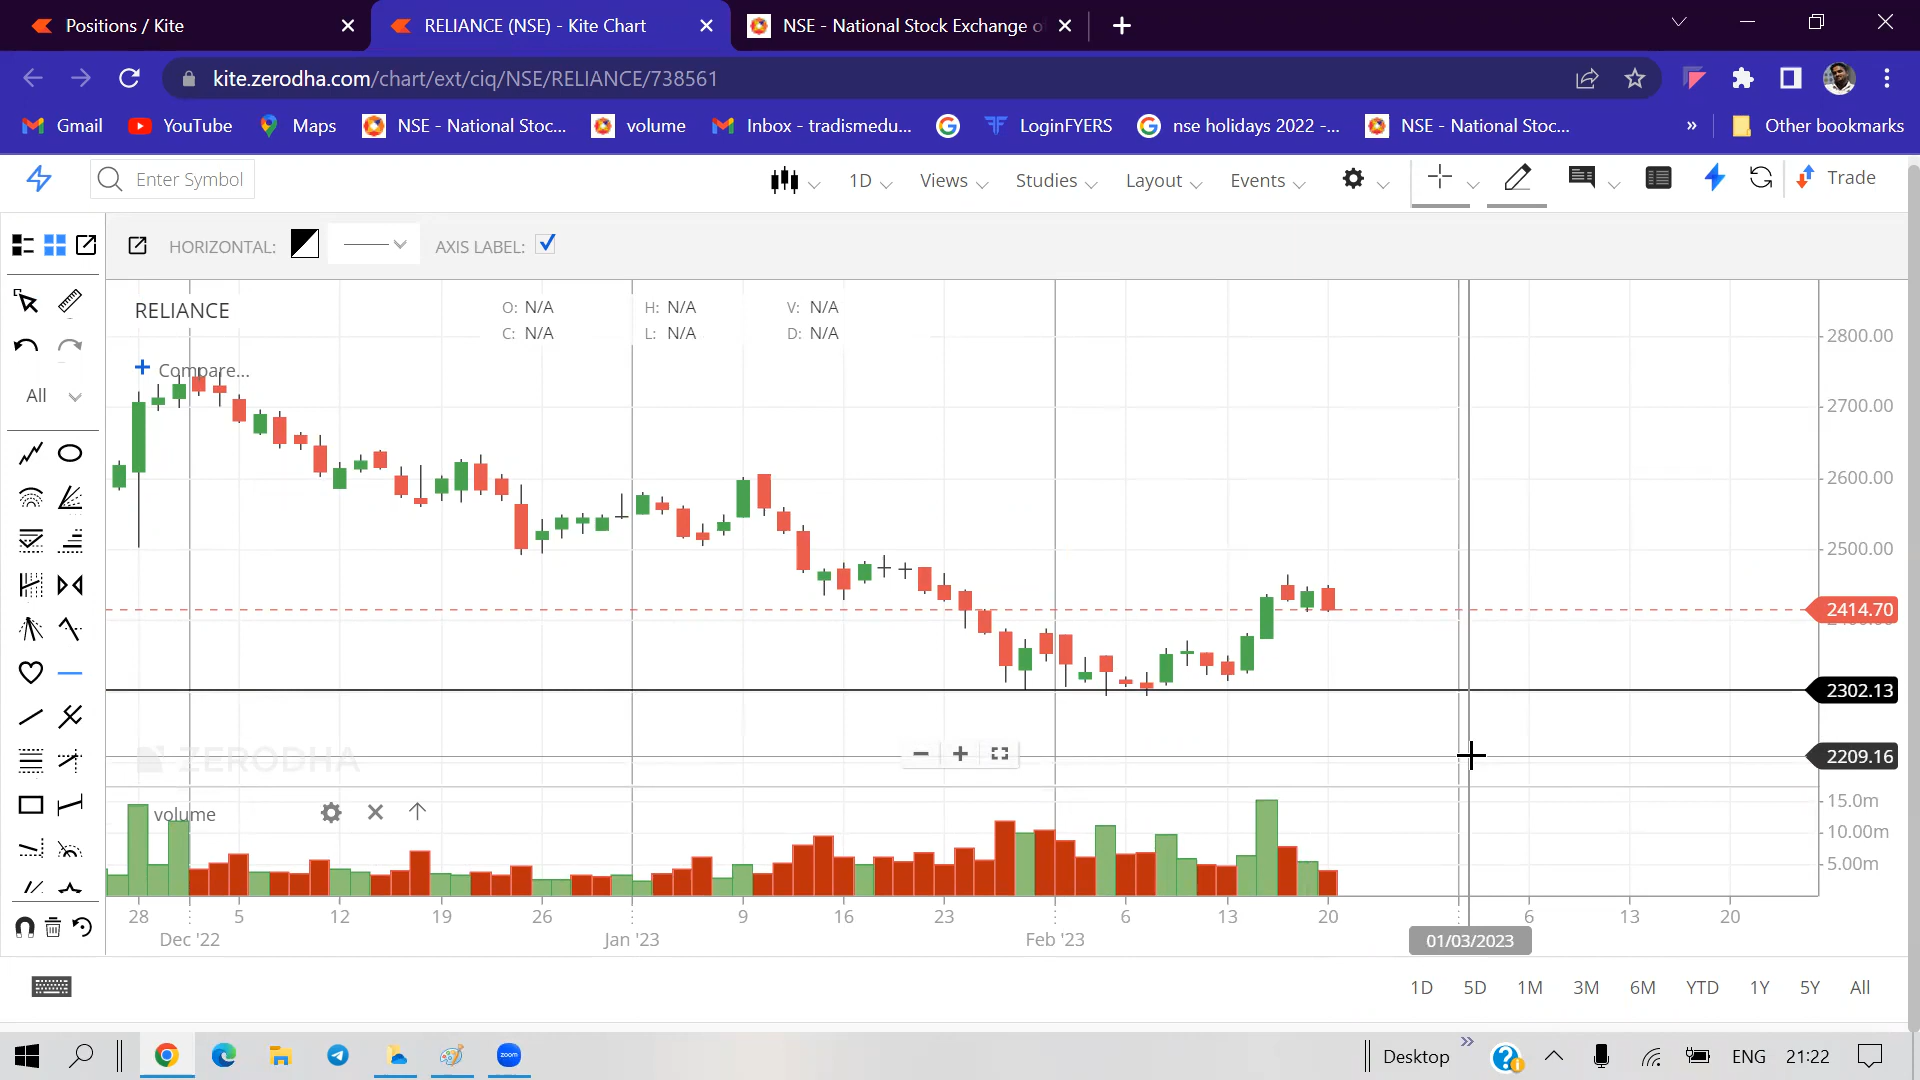 Positions / Kite
RELIANCE (NSE) - Kite Chart
NSE - National Stock Exchange o
kite.zerodha.com/chart/ext/ciq/NSE/RELIANCE/738561
Gmail YouTube Maps NSE - National Stoc... volume Inbox - tradismedu... LoginFYERS nse holidays 2022 -... NSE - National Stoc... » Other bookmarks
Enter Symbol 1D Views Studies Layout Events Trade
HORIZONTAL: AXIS LABEL:
RELIANCE O: N/A H: N/A V: N/A
C: N/A L: N/A D: N/A
Compare...
All
2800.00
2700.00
2600.00
2500.00
2414.70
2302.13
2209.16
ZERODHA
volume
15.0m
10.00m
5.00m
28 5 12 19 26 9 16 23 6 13 20 6 13 20
Dec '22 Jan '23 Feb '23 01/03/2023
1D 5D 1M 3M 6M YTD 1Y 5Y All
zoom
Desktop » ENG 21:22